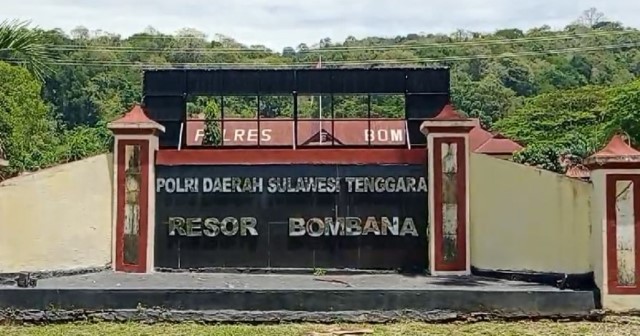 POLRES BOM
POLRI DAERAH SULAWESI TENGGARA
RESOR BOMBANA